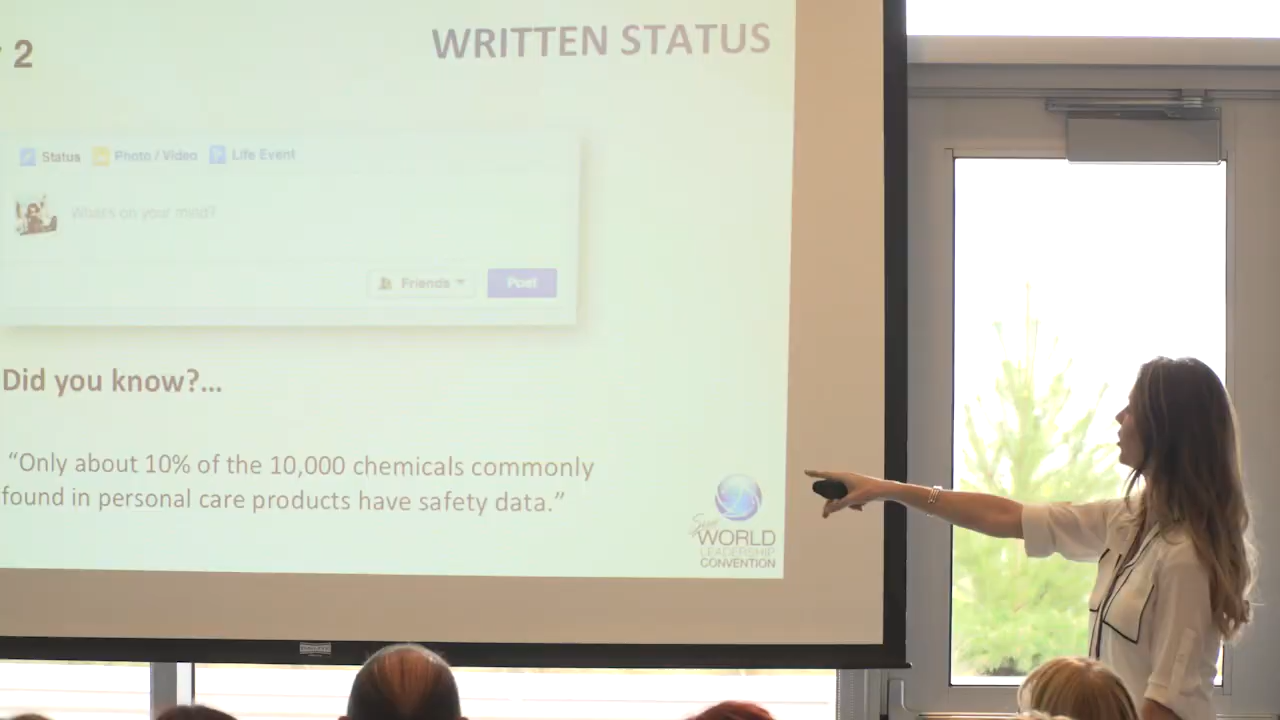 2
WRITTEN STATUS
Status Photo / Video Life Event
What's on your mind?
Friends Post
Did you know?...
“Only about 10% of the 10,000 chemicals commonly
found in personal care products have safety data.”
WORLD
LEADERSHIP
CONVENTION